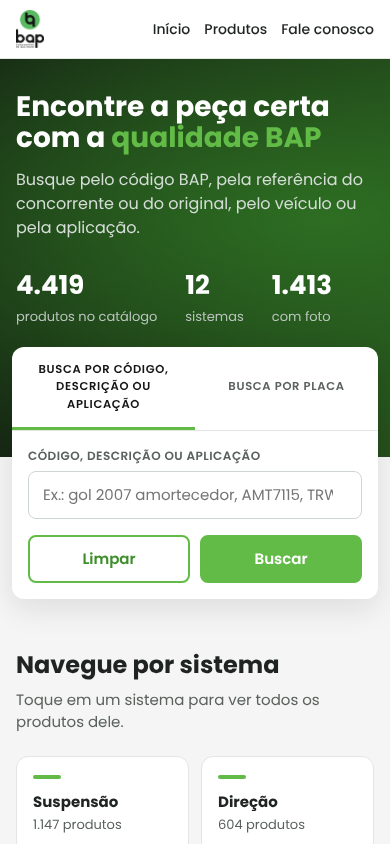 bap
Início Produtos Fale conosco
Encontre a peça certa
com a qualidade BAP
Busque pelo código BAP, pela referência do
concorrente ou do original, pelo veículo ou
pela aplicação.
4.419 12 1.413
produtos no catálogo sistemas com foto
BUSCA POR CÓDIGO,
DESCRIÇÃO OU
APLICAÇÃO
BUSCA POR PLACA
CÓDIGO, DESCRIÇÃO OU APLICAÇÃO
Ex.: gol 2007 amortecedor, AMT7115, TRW
Limpar Buscar
Navegue por sistema
Toque em um sistema para ver todos os
produtos dele.
Suspensão Direção
1.147 produtos 604 produtos